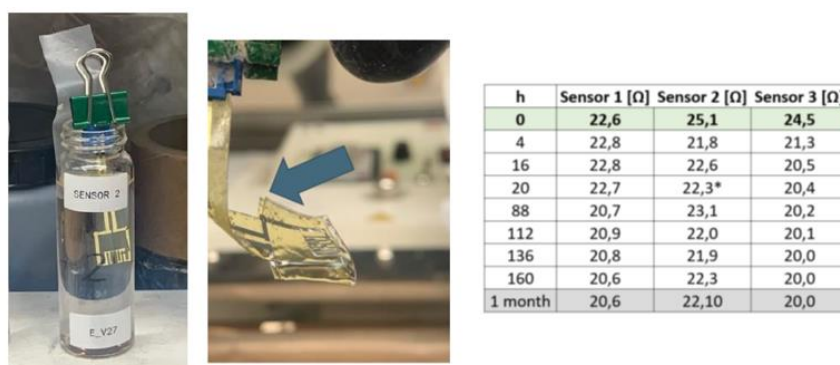 SENSOR 2
E_V27
h Sensor 1 [Ω] Sensor 2 [Ω] Sensor 3 [Ω]
0 22,6 25,1 24,5
4 22,8 21,8 21,3
16 22,8 22,6 20,5
20 22,7 22,3* 20,4
88 20,7 23,1 20,2
112 20,9 22,0 20,1
136 20,8 21,9 20,0
160 20,6 22,3 20,0
1 month 20,6 22,10 20,0